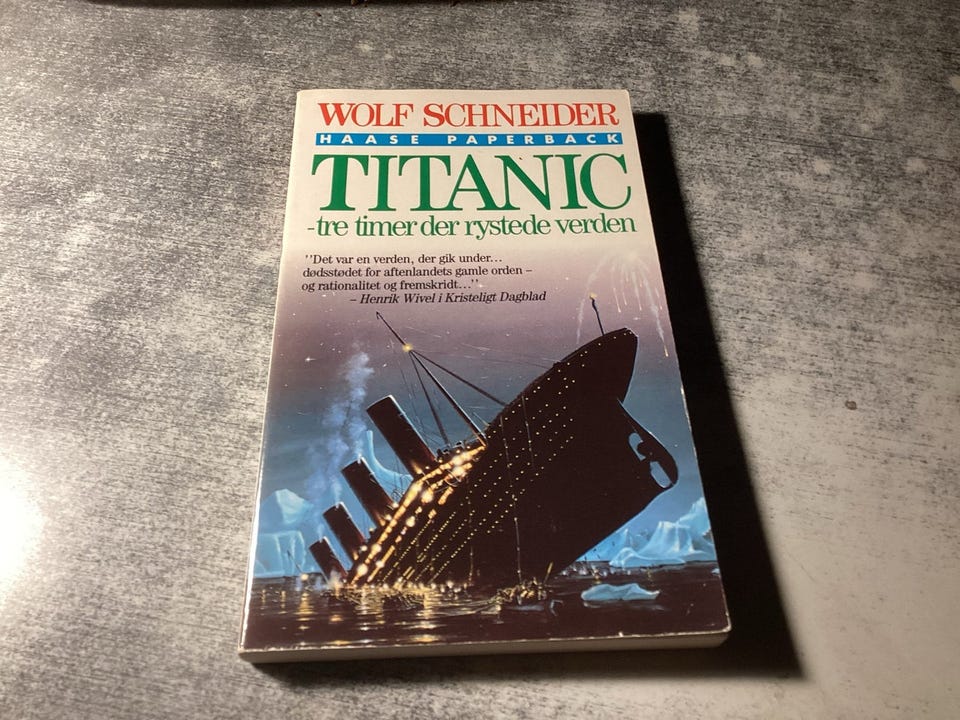 WOLF SCHNEIDER
HAASE PAPERBACK
TITANIC
-tre timer der rystede verden
''Det var en verden, der gik under...
dødsstødet for aftenlandets gamle orden –
og rationalitet og fremskridt...''
– Henrik Wivel i Kristeligt Dagblad